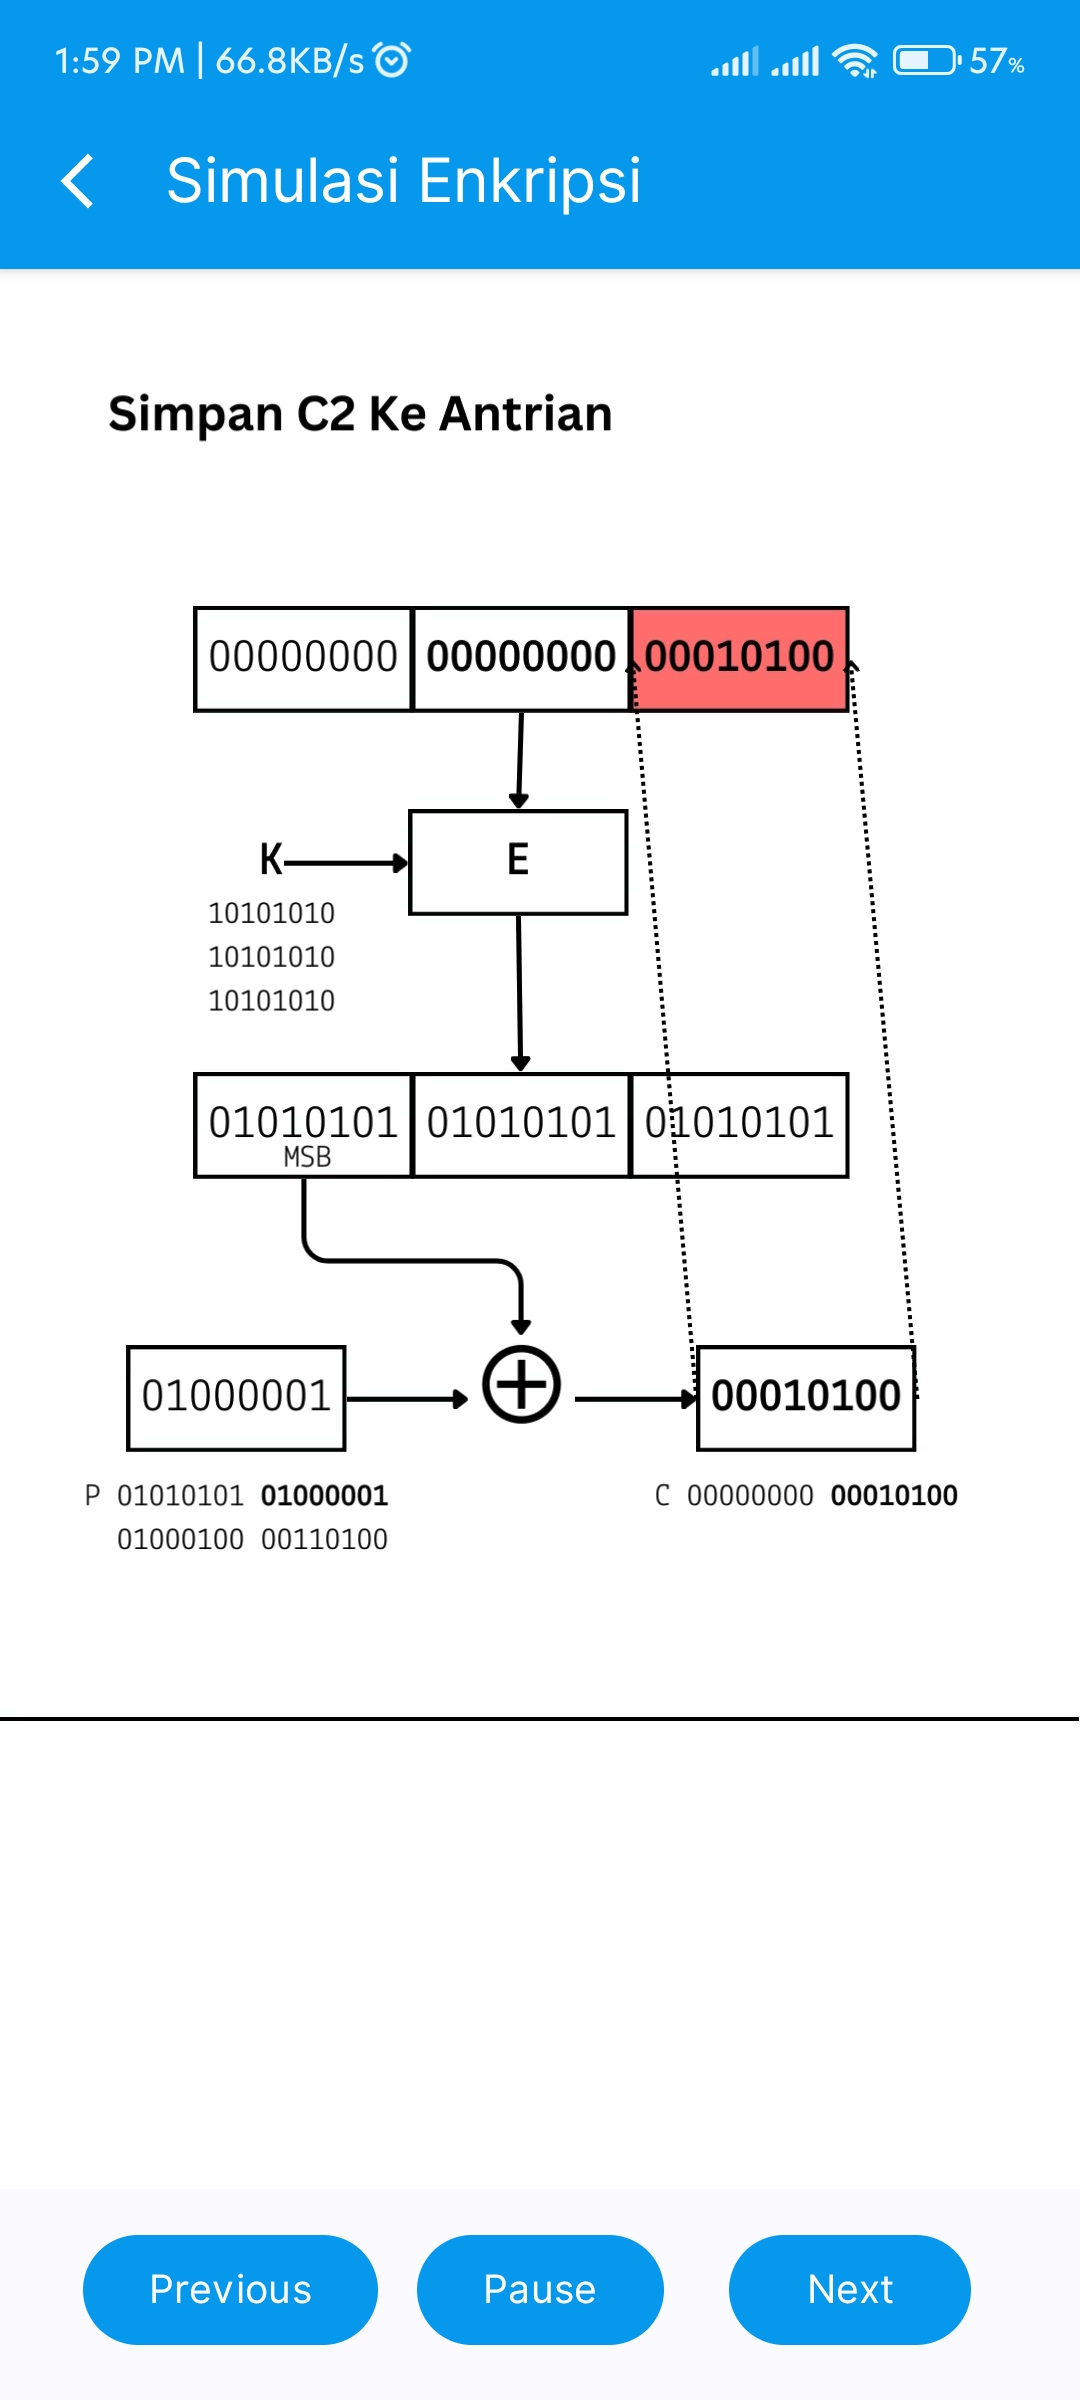 1:59 PM | 66.8KB/s 57%
Simulasi Enkripsi
Simpan C2 Ke Antrian
00000000 00000000 00010100
K E
10101010
10101010
10101010
01010101 01010101 01010101
MSB
01000001 00010100
P 01010101 01000001 C 00000000 00010100
01000100 00110100
Previous Pause Next